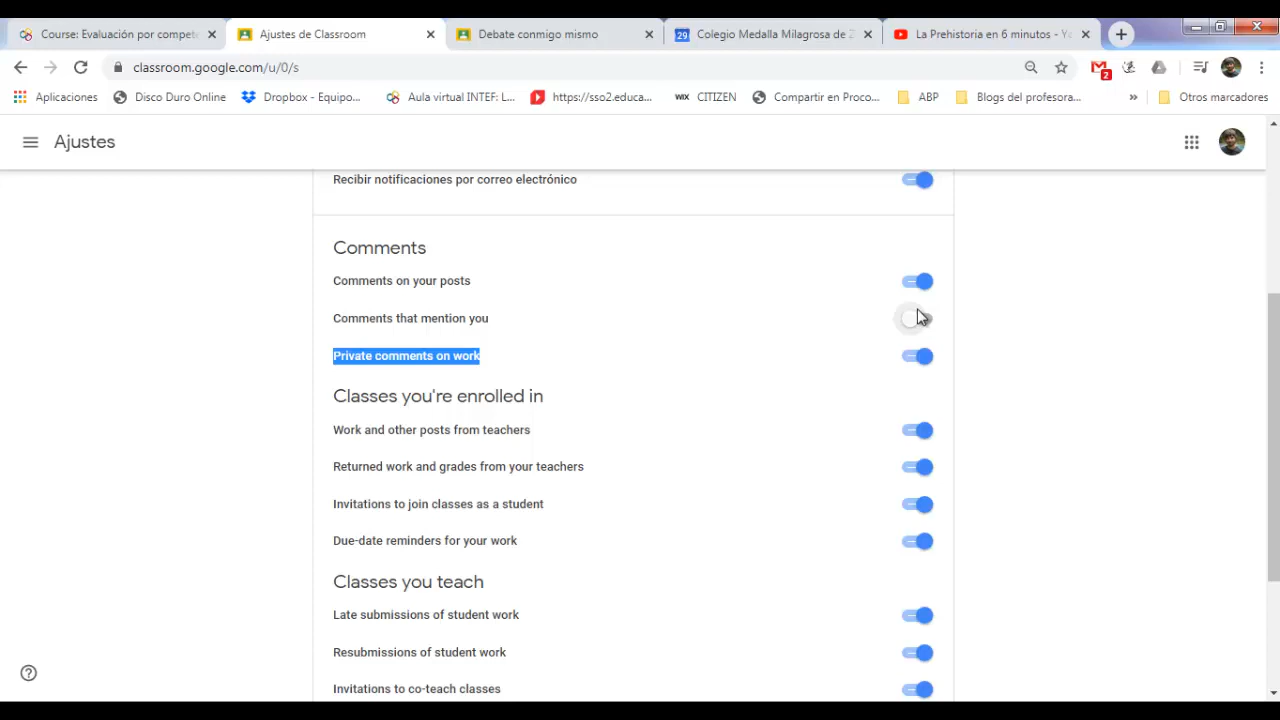 Course: Evaluación por compete
Ajustes de Classroom
Debate conmigo mismo
29 Colegio Medalla Milagrosa de Z
La Prehistoria en 6 minutos - Yo
classroom.google.com/u/0/s
2
Aplicaciones
Disco Duro Online
Dropbox - Equipo...
Aula virtual INTEF: L...
https://sso2.educa...
WIX CITIZEN
Compartir en Proco...
ABP
Blogs del profesora...
»
Otros marcadores
Ajustes
Recibir notificaciones por correo electrónico
Comments
Comments on your posts
Comments that mention you
Private comments on work
Classes you're enrolled in
Work and other posts from teachers
Returned work and grades from your teachers
Invitations to join classes as a student
Due-date reminders for your work
Classes you teach
Late submissions of student work
Resubmissions of student work
Invitations to co-teach classes